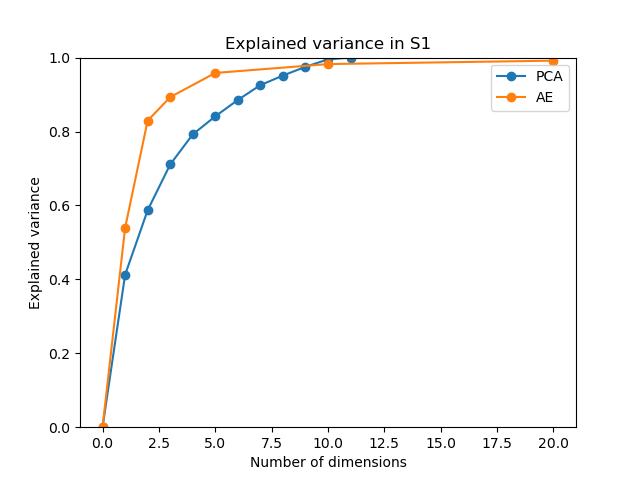 Explained variance in S1
PCA
AE
Explained variance
1.0
0.8
0.6
0.4
0.2
0.0
0.0 2.5 5.0 7.5 10.0 12.5 15.0 17.5 20.0
Number of dimensions